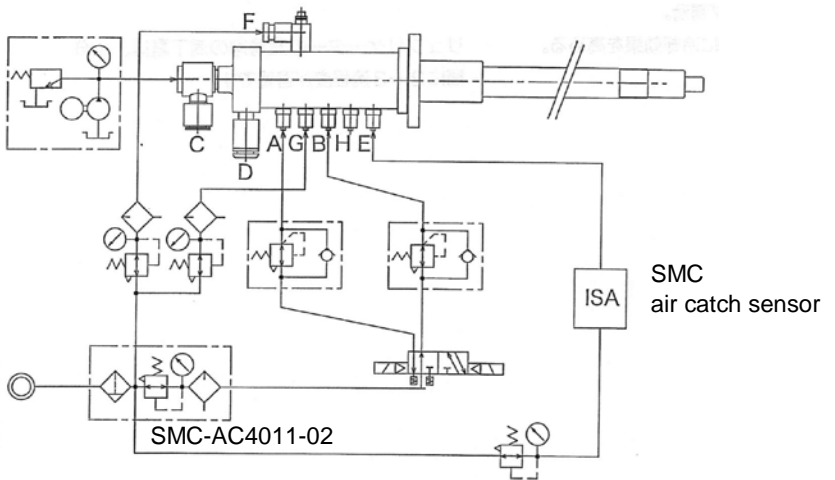 F
C
D
A G B H E
ISA
SMC
air catch sensor
SMC-AC4011-02